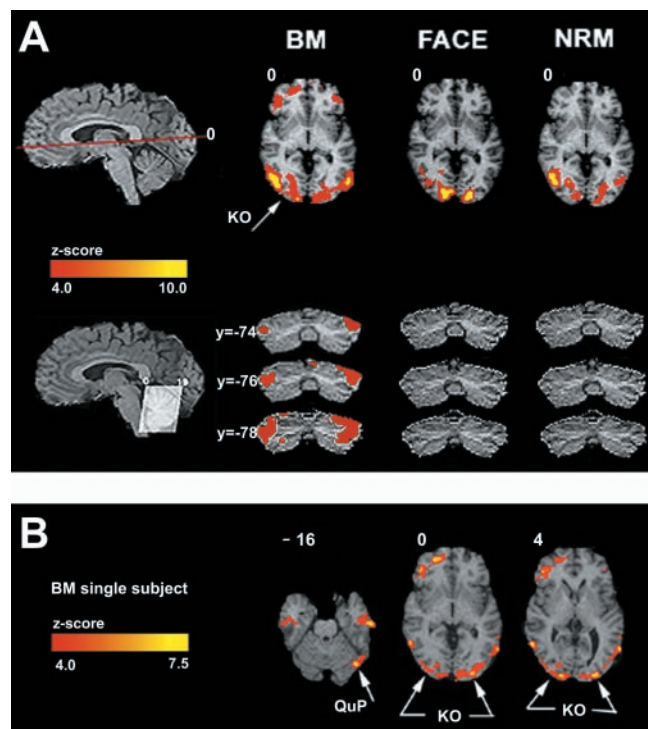 A
BM
FACE
NRM
0
0
0
0
KO
z-score
4.0
10.0
y=-74
y=-76
y=-78
0
B
- 16
0
4
BM single subject
z-score
4.0
7.5
QuP
KO
KO